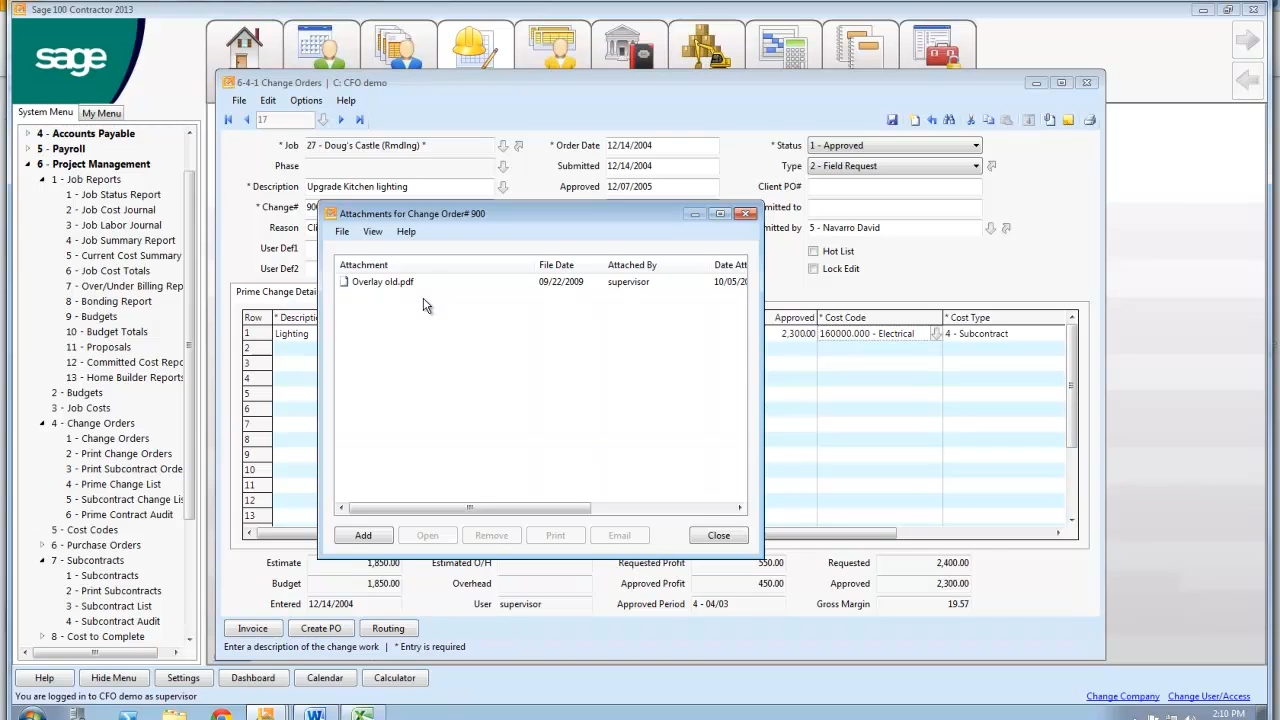 Sage 100 Contractor 2013
sage
System Menu
My Menu
4 - Accounts Payable
5 - Payroll
6 - Project Management
1 - Job Reports
1 - Job Status Report
2 - Job Cost Journal
3 - Job Labor Journal
4 - Job Summary Report
5 - Current Cost Summary
6 - Job Cost Totals
7 - Over/Under Billing Rep
8 - Bonding Report
9 - Budgets
10 - Budget Totals
11 - Proposals
12 - Committed Cost Repo
13 - Home Builder Reports
2 - Budgets
3 - Job Costs
4 - Change Orders
1 - Change Orders
2 - Print Change Orders
3 - Print Subcontract Orde
4 - Prime Change List
5 - Subcontract Change Lis
6 - Prime Contract Audit
5 - Cost Codes
6 - Purchase Orders
7 - Subcontracts
1 - Subcontracts
2 - Print Subcontracts
3 - Subcontract List
4 - Subcontract Audit
8 - Cost to Complete
6-4-1 Change Orders | C: CFO demo
File Edit Options Help
17
* Job 27 - Doug's Castle (Rmdlng) * * Order Date 12/14/2004 * Status 1 - Approved
Phase Submitted 12/14/2004 Type 2 - Field Request
* Description Upgrade Kitchen lighting Approved 12/07/2005 Client PO#
* Change# 900 mitted to
Reason Cli mitted by 5 - Navarro David
User Def1 Hot List
User Def2 Lock Edit
Prime Change Detai
Row * Descripti Approved * Cost Code * Cost Type
1 Lighting 2,300.00 160000.000 - Electrical 4 - Subcontract
2
3
4
5
6
7
8
9
10
11
12
13
Attachments for Change Order# 900
File View Help
Attachment File Date Attached By Date Att
Overlay old.pdf 09/22/2009 supervisor 10/05/20
Add Open Remove Print Email Close
Estimate 1,850.00 Estimated O/H Requested Profit 550.00 Requested 2,400.00
Budget 1,850.00 Overhead Approved Profit 450.00 Approved 2,300.00
Entered 12/14/2004 User supervisor Approved Period 4 - 04/03 Gross Margin 19.57
Invoice Create PO Routing
Enter a description of the change work | * Entry is required
Help Hide Menu Settings Dashboard Calendar Calculator
You are logged in to CFO demo as supervisor
Change Company Change User/Access
2:10 PM